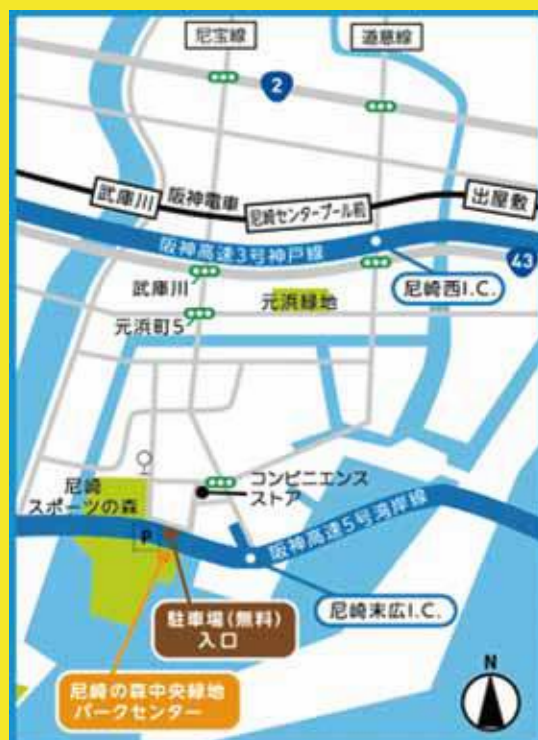 尼宝線
道意線
2
武庫川
阪神電車
尼崎センタープール前
出屋敷
阪神高速3号神戸線
43
武庫川
尼崎西I.C.
元浜緑地
元浜町5
尼崎
スポーツの森
コンビニエンス
ストア
阪神高速5号湾岸線
P
尼崎末広I.C.
駐車場(無料)
入口
尼崎の森中央緑地
パークセンター
N